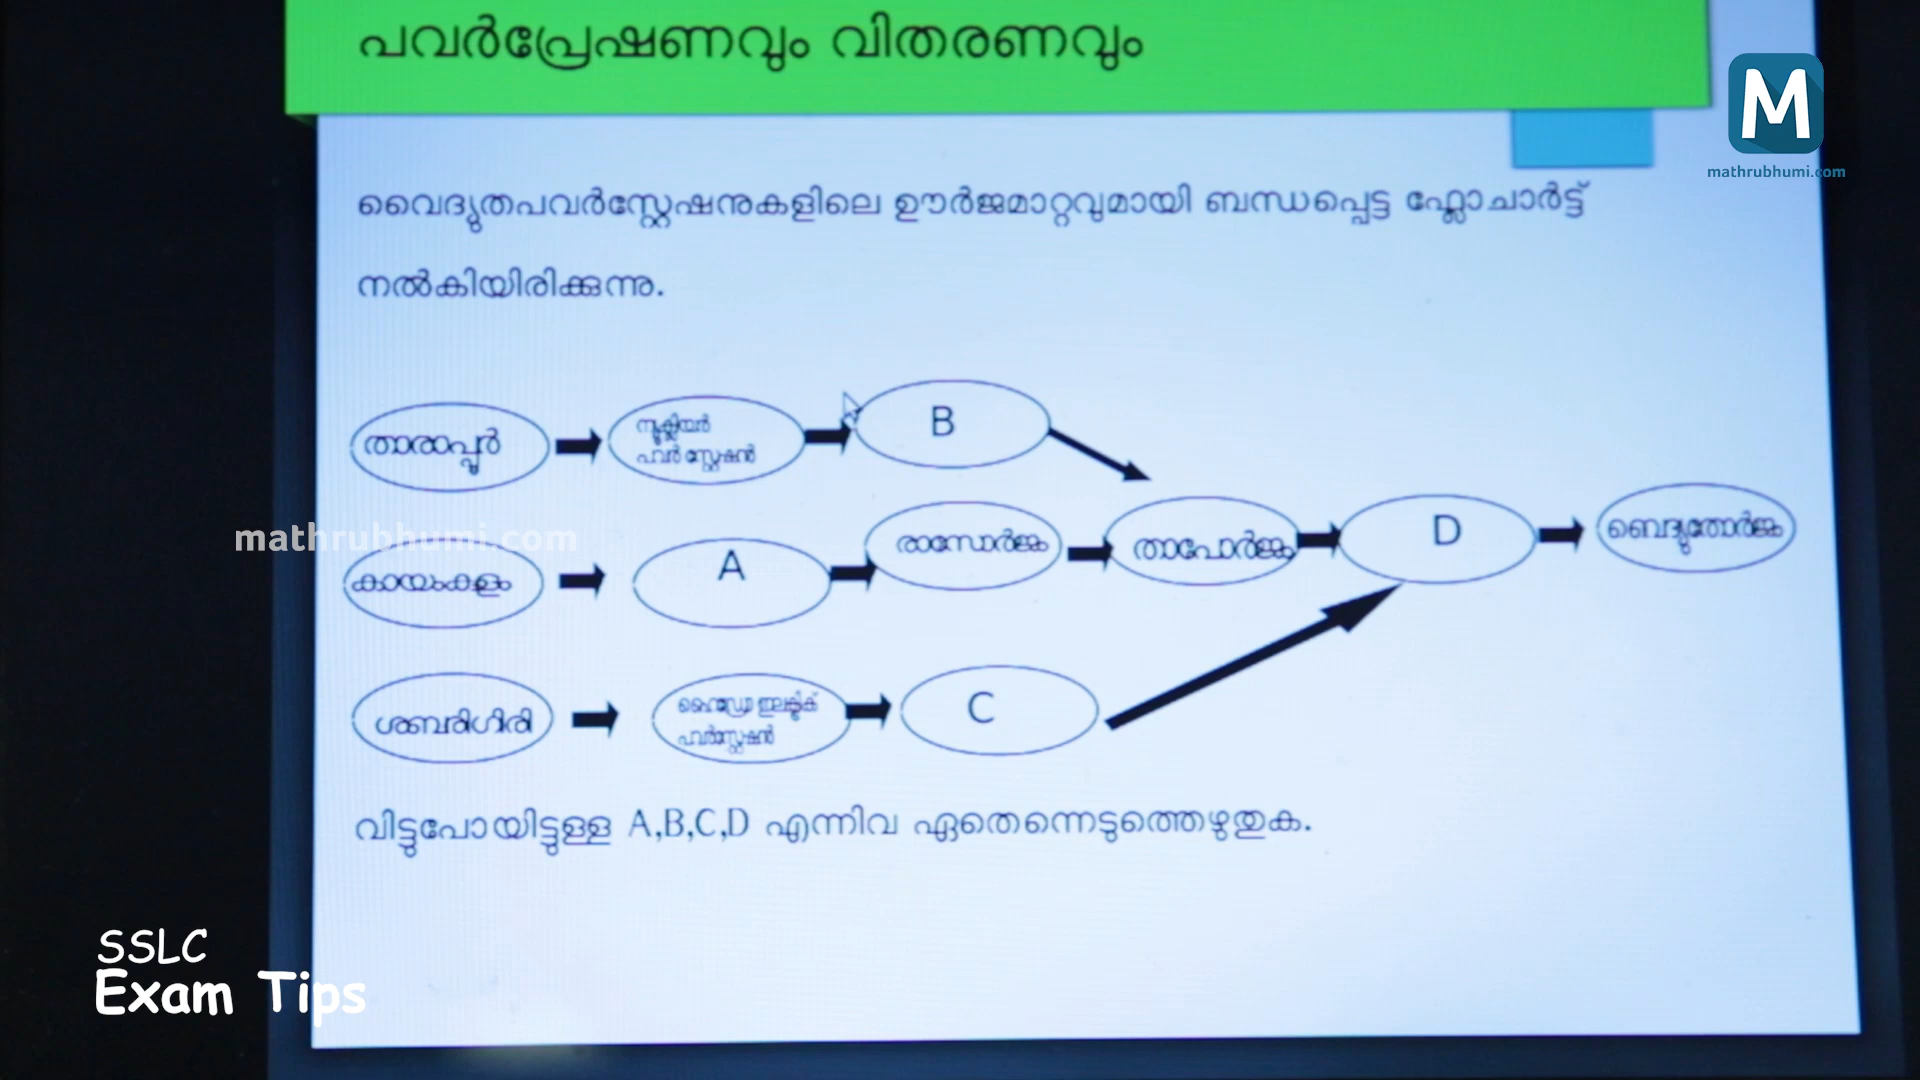 പവർപ്രേഷണവും വിതരണവും
M
mathrubhumi.com
വൈദ്യുതപവർസ്റ്റേഷനുകളിലെ ഊർജമാറ്റവുമായി ബന്ധപ്പെട്ട ഫ്ലോചാർട്ട്
നൽകിയിരിക്കുന്നു.
താരാപ്പൂർ
ന്യൂക്ലിയർ
പവർ സ്റ്റേഷൻ
B
mathrubhumi.com
കായംകുളം
A
രാസോർജം
താപോർജം
D
വൈദ്യുതോർജം
ശബരിഗിരി
ഹൈഡ്രോ ഇലക്ട്രിക്
പവർസ്റ്റേഷൻ
C
വിട്ടുപോയിട്ടുള്ള A,B,C,D എന്നിവ ഏതെന്നെടുത്തെഴുതുക.
SSLC
Exam Tips